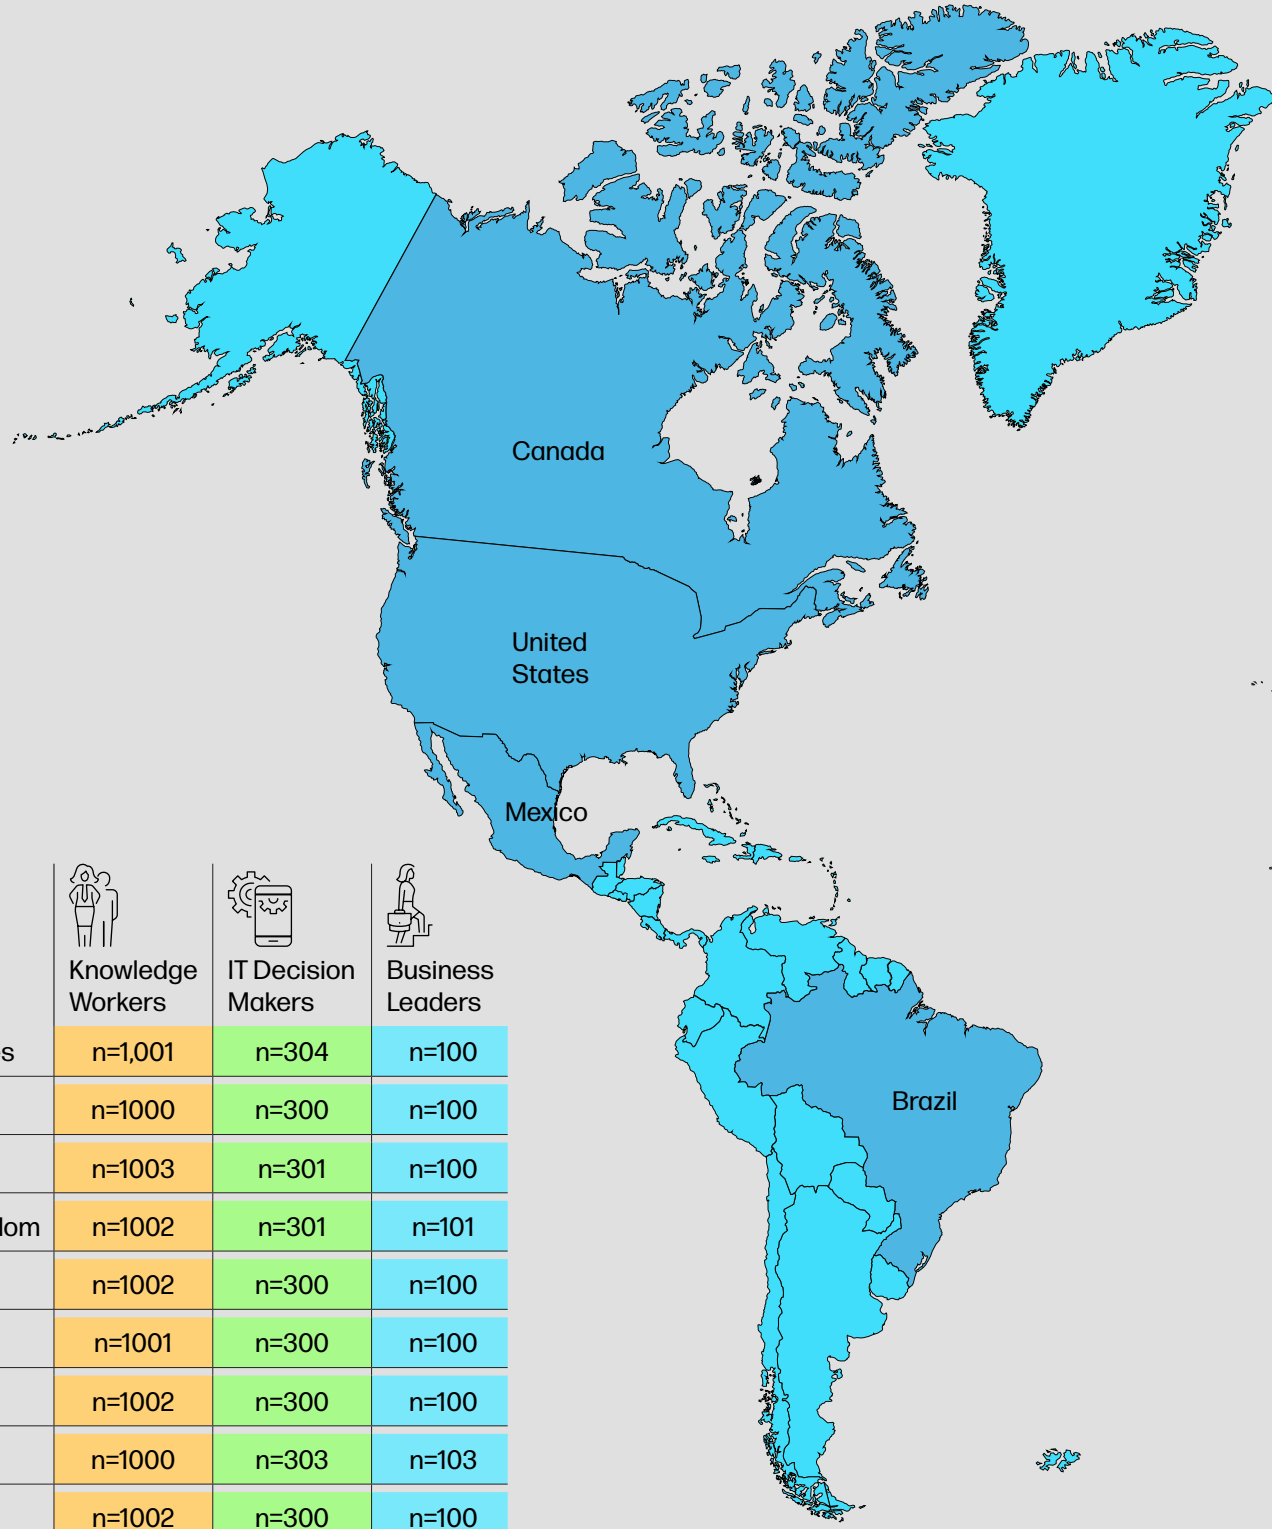 Canada
United
States
Mexico
Brazil
Knowledge
Workers
IT Decision
Makers
Business
Leaders
n=1,001 n=304 n=100
n=1000 n=300 n=100
n=1003 n=301 n=100
n=1002 n=301 n=101
n=1002 n=300 n=100
n=1001 n=300 n=100
n=1002 n=300 n=100
n=1000 n=303 n=103
n=1002 n=300 n=100